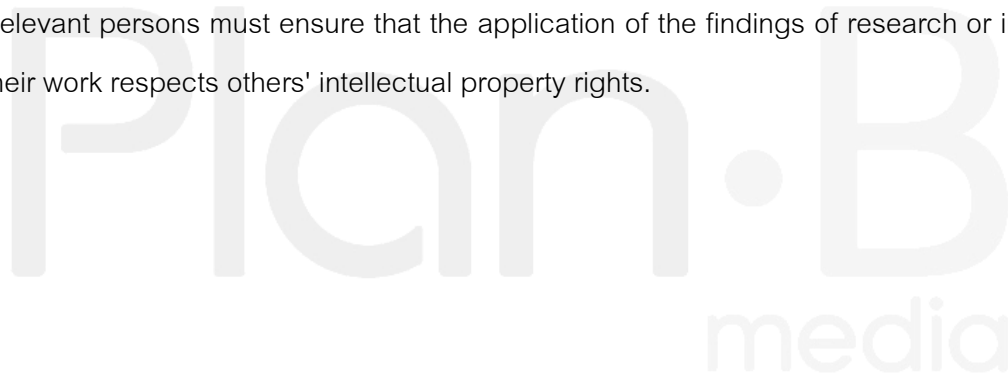 elevant persons must ensure that the application of the findings of research or i
heir work respects others' intellectual property rights.
Plan B
media